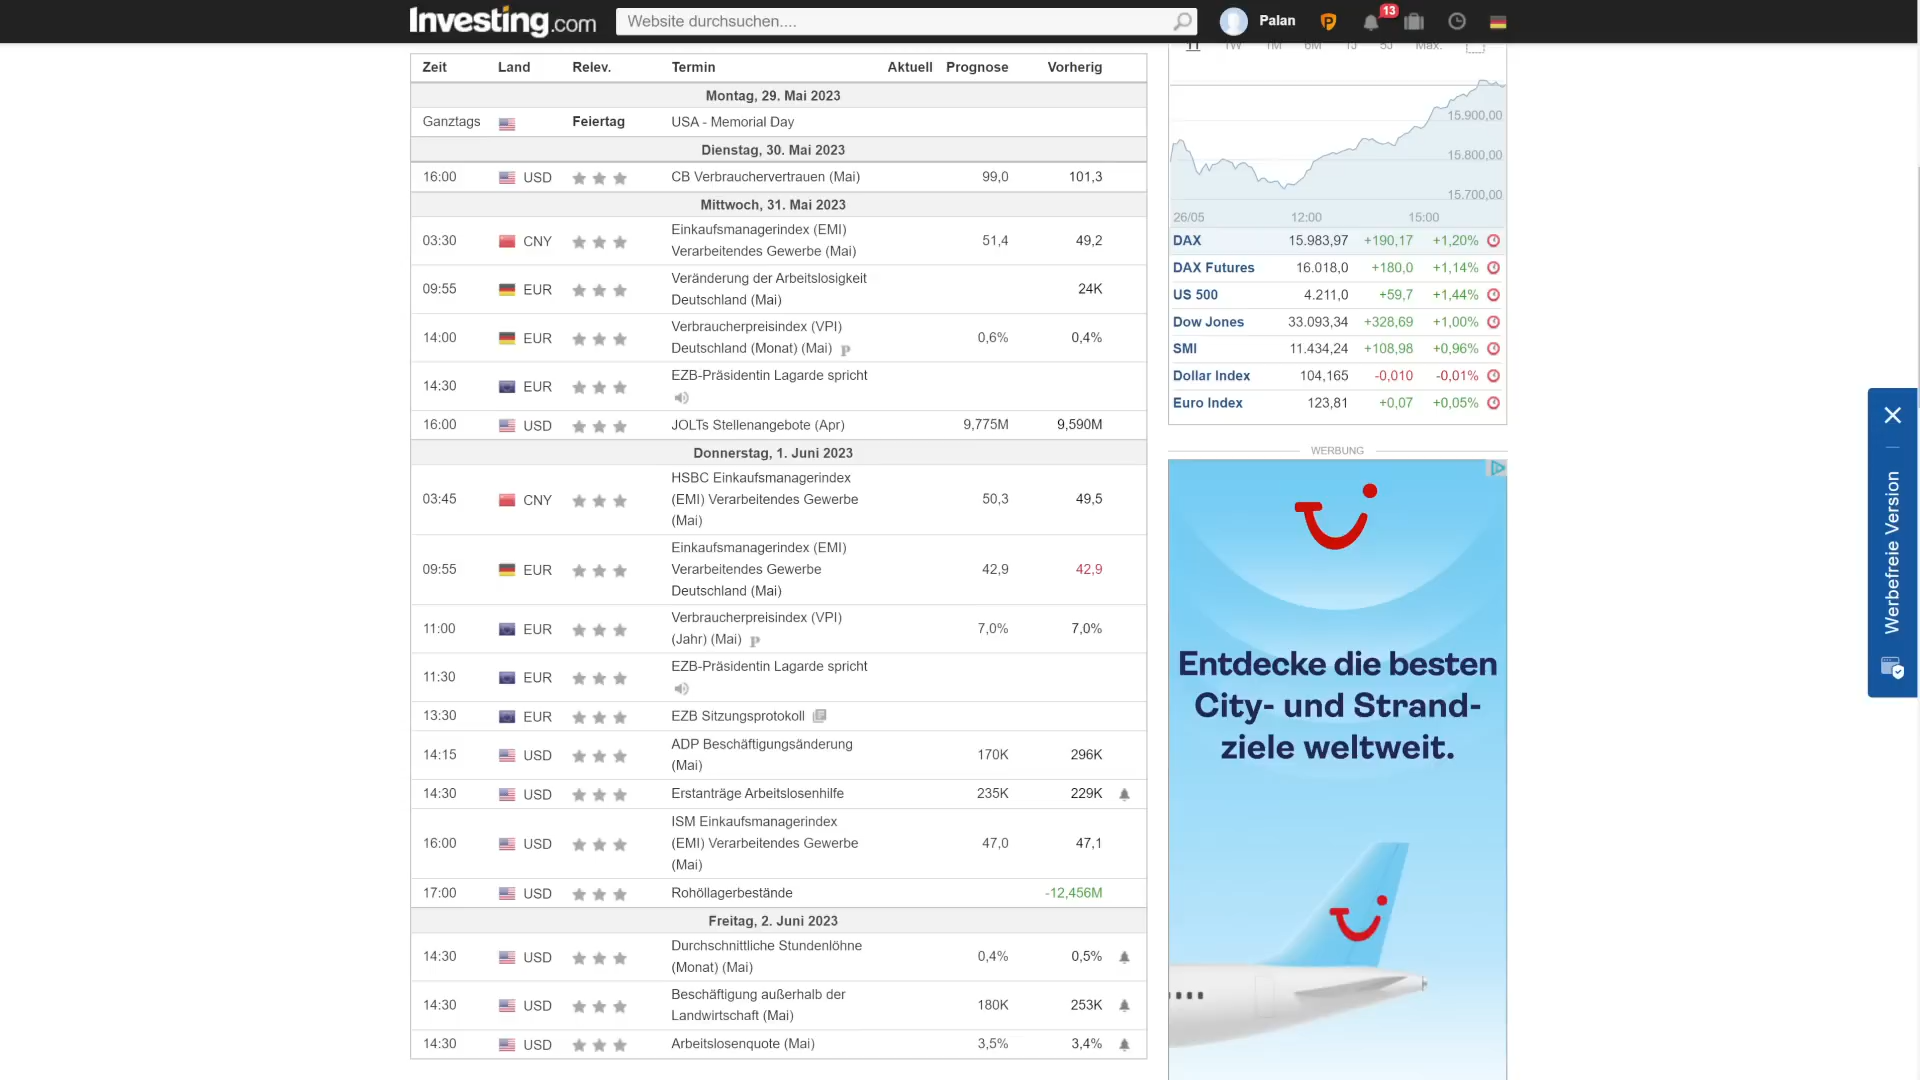 Investing.com
Website durchsuchen....
Palan
13
1T 1W 1M 6M 1J 5J Max.
Zeit Land Relev. Termin Aktuell Prognose Vorherig
Montag, 29. Mai 2023
Ganztags Feiertag USA - Memorial Day
Dienstag, 30. Mai 2023
16:00 USD CB Verbrauchervertrauen (Mai) 99,0 101,3
Mittwoch, 31. Mai 2023
03:30 CNY Einkaufsmanagerindex (EMI)
Verarbeitendes Gewerbe (Mai) 51,4 49,2
09:55 EUR Veränderung der Arbeitslosigkeit
Deutschland (Mai) 24K
14:00 EUR Verbraucherpreisindex (VPI)
Deutschland (Monat) (Mai) P 0,6% 0,4%
14:30 EUR EZB-Präsidentin Lagarde spricht
16:00 USD JOLTs Stellenangebote (Apr) 9,775M 9,590M
Donnerstag, 1. Juni 2023
03:45 CNY HSBC Einkaufsmanagerindex
(EMI) Verarbeitendes Gewerbe
(Mai) 50,3 49,5
09:55 EUR Einkaufsmanagerindex (EMI)
Verarbeitendes Gewerbe
Deutschland (Mai) 42,9 42,9
11:00 EUR Verbraucherpreisindex (VPI)
(Jahr) (Mai) P 7,0% 7,0%
11:30 EUR EZB-Präsidentin Lagarde spricht
13:30 EUR EZB Sitzungsprotokoll
14:15 USD ADP Beschäftigungsänderung
(Mai) 170K 296K
14:30 USD Erstanträge Arbeitslosenhilfe 235K 229K
16:00 USD ISM Einkaufsmanagerindex
(EMI) Verarbeitendes Gewerbe
(Mai) 47,0 47,1
17:00 USD Rohöllagerbestände -12,456M
Freitag, 2. Juni 2023
14:30 USD Durchschnittliche Stundenlöhne
(Monat) (Mai) 0,4% 0,5%
14:30 USD Beschäftigung außerhalb der
Landwirtschaft (Mai) 180K 253K
14:30 USD Arbeitslosenquote (Mai) 3,5% 3,4%
15.900,00
15.800,00
15.700,00
26/05 12:00 15:00
DAX 15.983,97 +190,17 +1,20%
DAX Futures 16.018,0 +180,0 +1,14%
US 500 4.211,0 +59,7 +1,44%
Dow Jones 33.093,34 +328,69 +1,00%
SMI 11.434,24 +108,98 +0,96%
Dollar Index 104,165 -0,010 -0,01%
Euro Index 123,81 +0,07 +0,05%
WERBUNG
Entdecke die besten
City- und Strand-
ziele weltweit.
Werbefreie Version